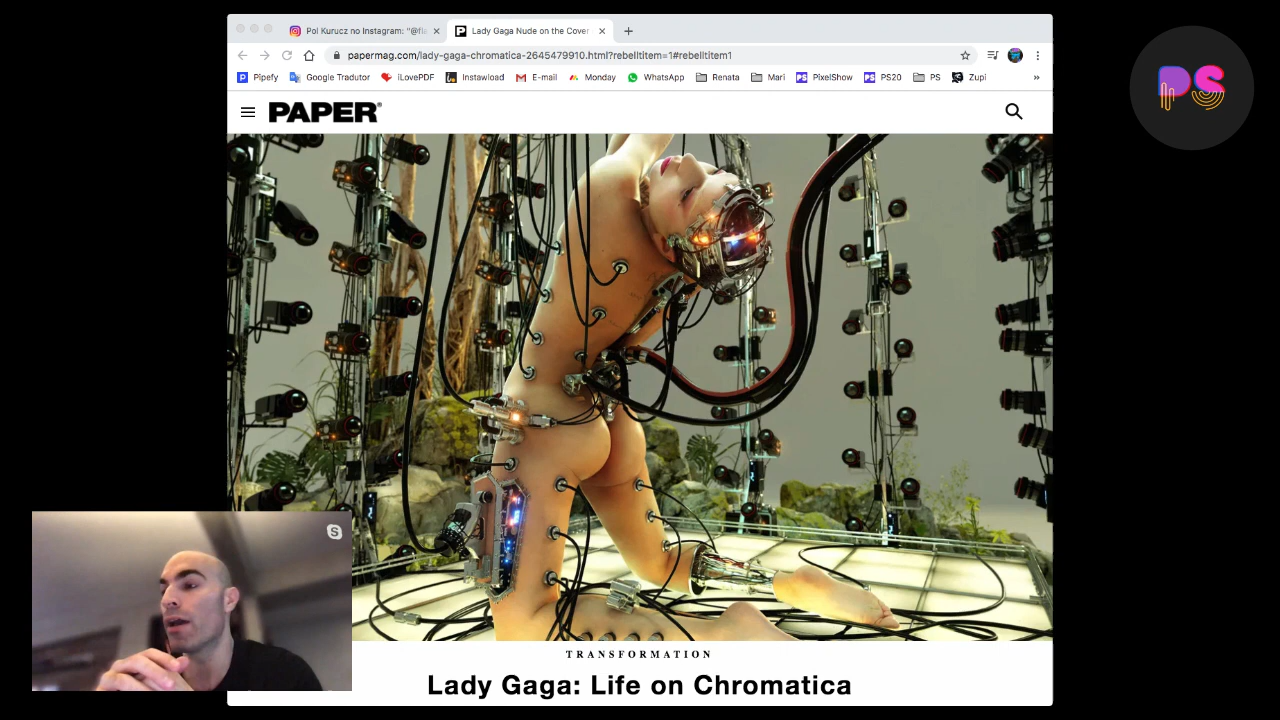 Pol Kurucz no Instagram: "@fla
Lady Gaga Nude on the Cover
papermag.com/lady-gaga-chromatica-2645479910.html?rebelltitem=1#rebelltitem1
Pipefy Google Tradutor iLovePDF Instawload E-mail Monday WhatsApp Renata Mari PixelShow PS20 PS Zupi »
PAPER®
PS
TRANSFORMATION
Lady Gaga: Life on Chromatica